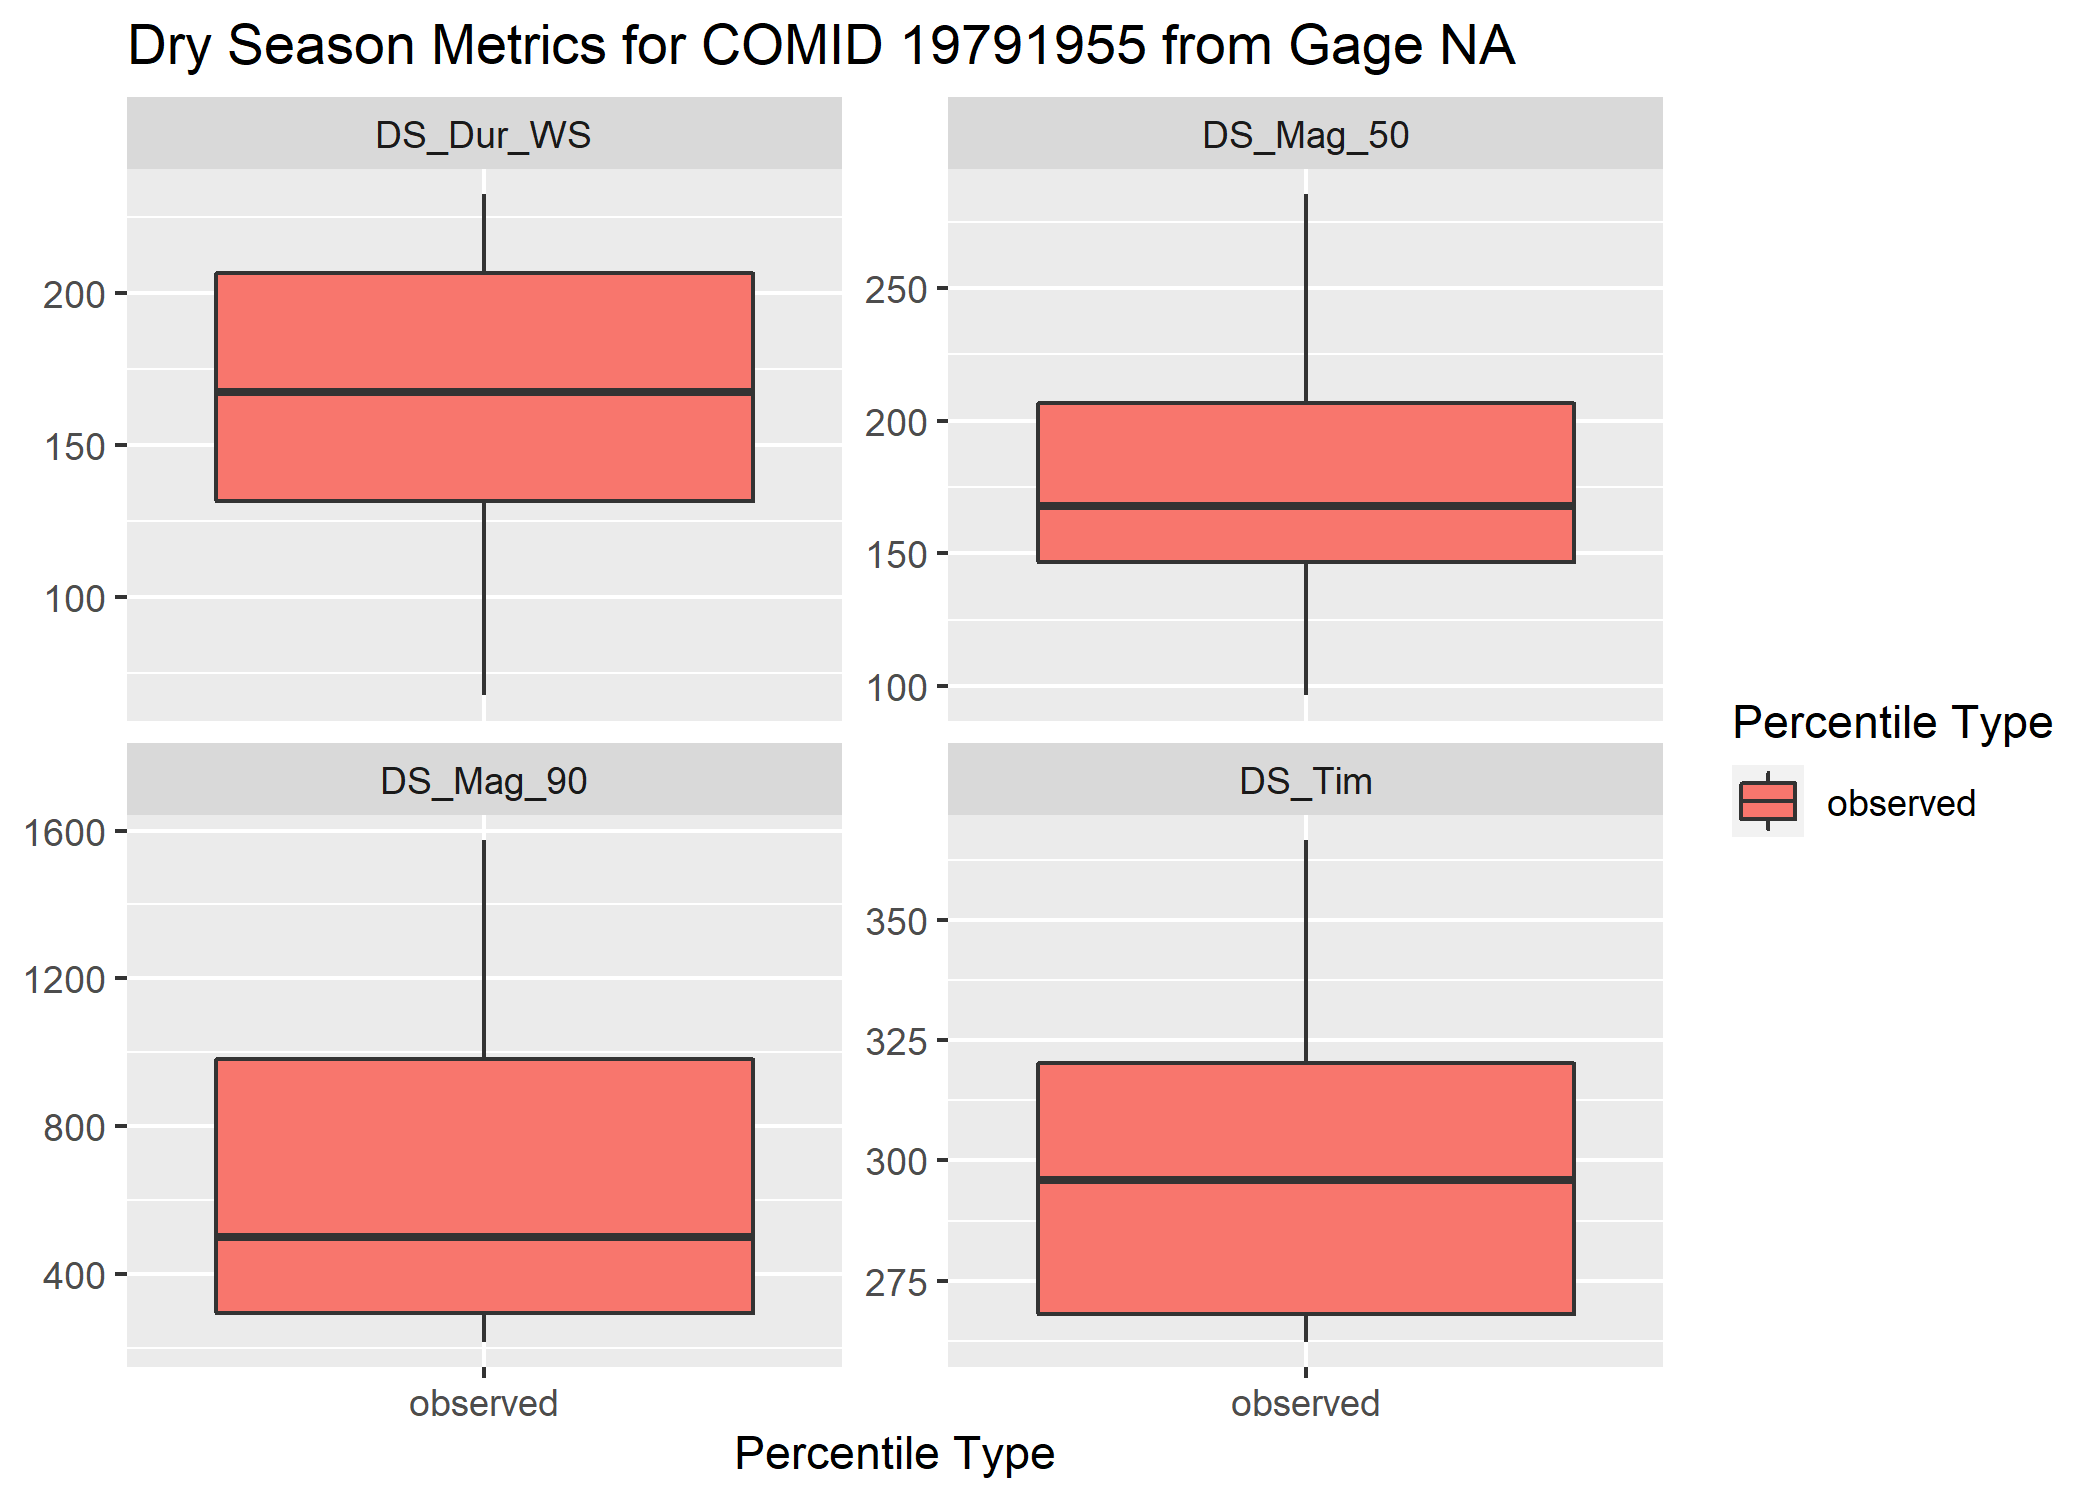 Dry Season Metrics for COMID 19791955 from Gage NA
DS_Dur_WS
200
150
100
DS_Mag_50
250
200
150
100
DS_Mag_90
1600
1200
800
400
observed
DS_Tim
350
325
300
275
observed
Percentile Type
Percentile Type
observed